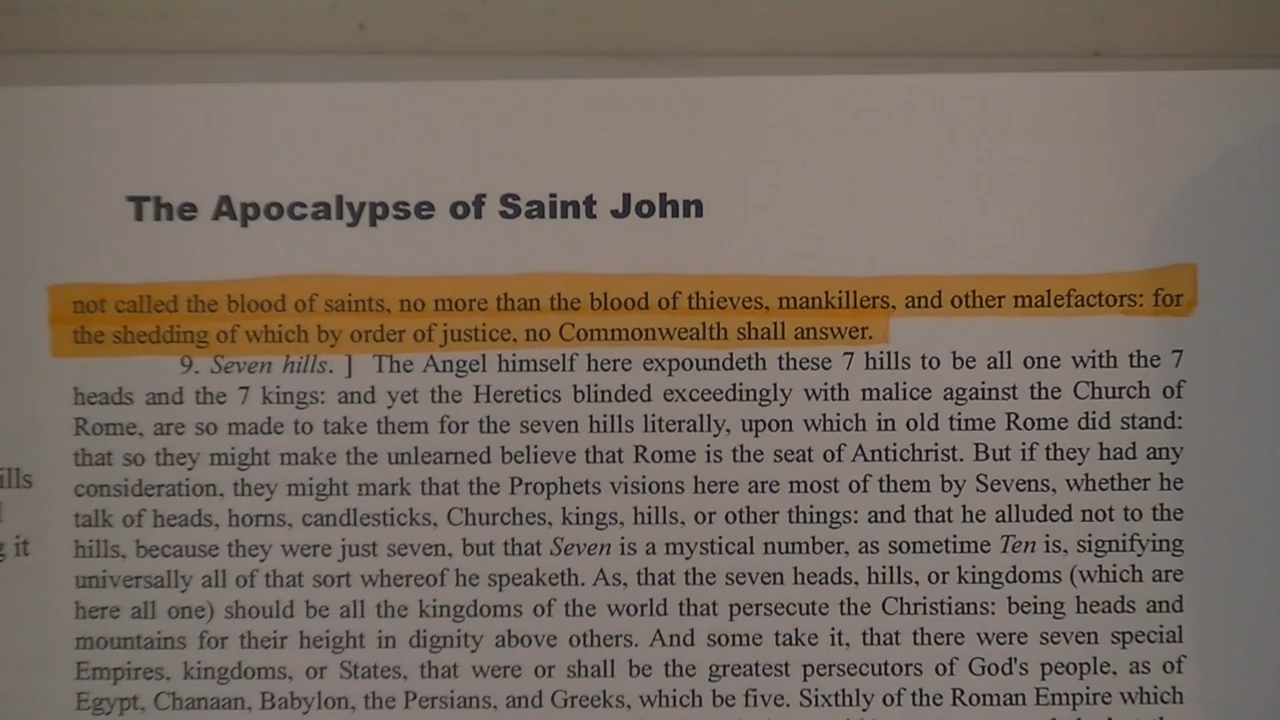 The Apocalypse of Saint John
not called the blood of saints, no more than the blood of thieves, mankillers, and other malefactors: for
the shedding of which by order of justice, no Commonwealth shall answer.
9. Seven hills. ] The Angel himself here expoundeth these 7 hills to be all one with the 7
heads and the 7 kings: and yet the Heretics blinded exceedingly with malice against the Church of
Rome, are so made to take them for the seven hills literally, upon which in old time Rome did stand:
that so they might make the unlearned believe that Rome is the seat of Antichrist. But if they had any
consideration, they might mark that the Prophets visions here are most of them by Sevens, whether he
talk of heads, horns, candlesticks, Churches, kings, hills, or other things: and that he alluded not to the
hills, because they were just seven, but that Seven is a mystical number, as sometime Ten is, signifying
universally all of that sort whereof he speaketh. As, that the seven heads, hills, or kingdoms (which are
here all one) should be all the kingdoms of the world that persecute the Christians: being heads and
mountains for their height in dignity above others. And some take it, that there were seven special
Empires, kingdoms, or States, that were or shall be the greatest persecutors of God's people, as of
Egypt, Chanaan, Babylon, the Persians, and Greeks, which be five. Sixthly of the Roman Empire which
ills
it